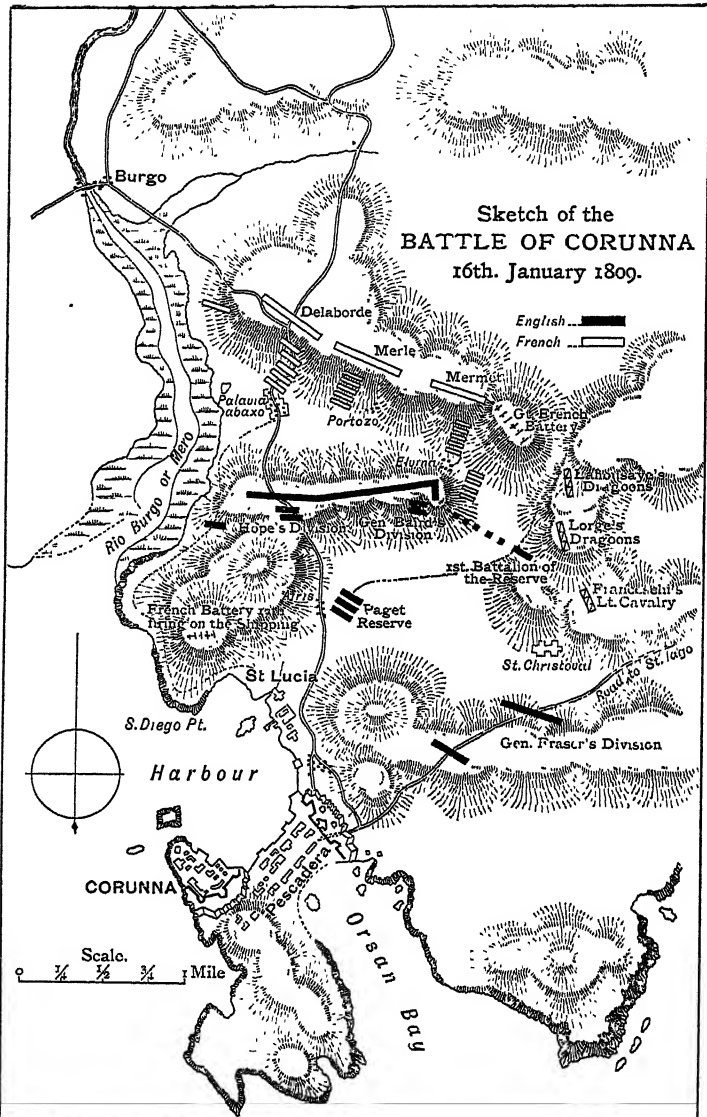 Burgo
Sketch of the
BATTLE OF CORUNNA
16th. January 1809.
English
French
Delaborde
Merle
Mermet
Gt. French
Battery
Palavia
abaxo
Portozo
Rio Burgo or Mero
Lahousaye's
Dragoons
Lorge's
Dragoons
Franceschi's
Lt. Cavalry
Hope's Division
Gen. Baird's
Division
1st. Battalion of
the Reserve
Paget
Reserve
French Battery
firing on the Shipping
St. Christoval
Road to St. Iago
St Lucia
S. Diego Pt.
Gen. Fraser's Division
Harbour
CORUNNA
Pescadera
Orsan Bay
Scale.
0 1/4 1/2 3/4 1 Mile